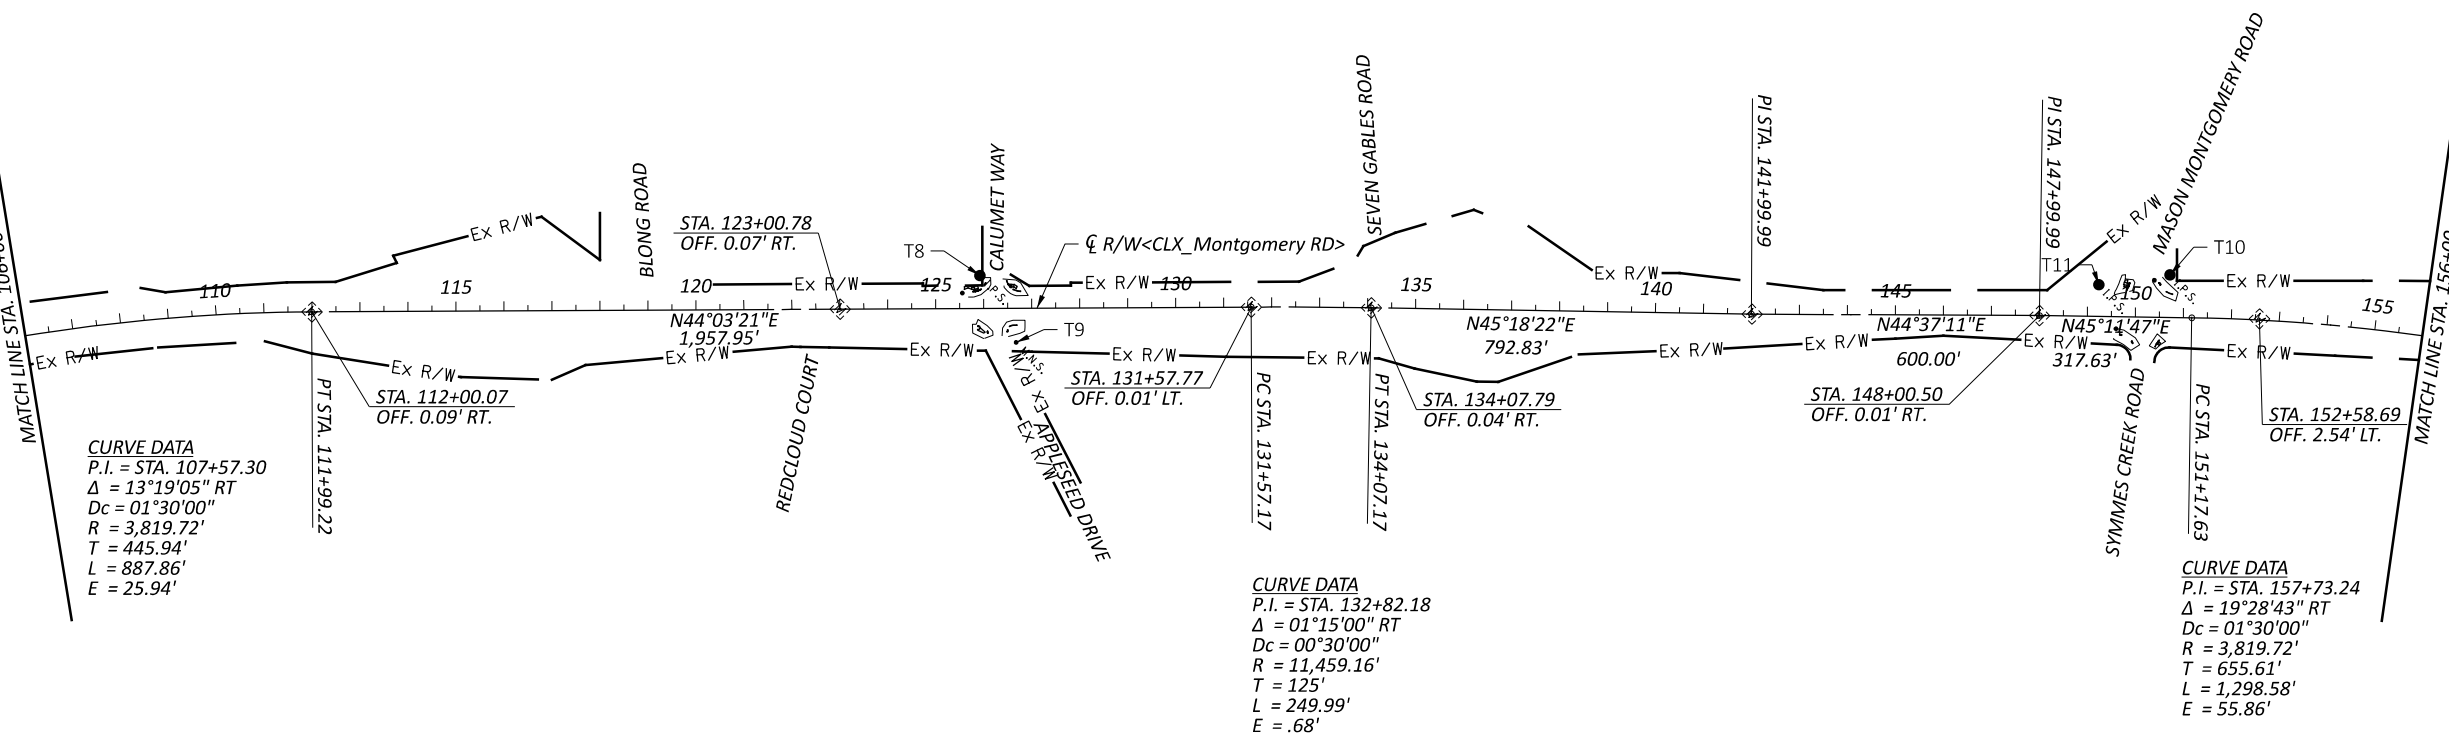 MATCH LINE STA. 106+00
Ex R/W
110
CURVE DATA
P.I. = STA. 107+57.30
Δ = 13°19'05" RT
Dc = 01°30'00"
R = 3,819.72'
T = 445.94'
L = 887.86'
E = 25.94'
PT STA. 111+99.22
STA. 112+00.07
OFF. 0.09' RT.
Ex R/W
115
Ex R/W
BLONG ROAD
STA. 123+00.78
OFF. 0.07' RT.
120
N44°03'21"E
1,957.95'
Ex R/W
Ex R/W
REDCLOUD COURT
T8
CALUMET WAY
125
I.P.S.
Ex R/W
T9
M.N.S.
Ex R/W
Ex R/W
APPLESEED DRIVE
℄ R/W<CLX_Montgomery RD>
Ex R/W
130
Ex R/W
STA. 131+57.77
OFF. 0.01' LT.
PC STA. 131+57.17
SEVEN GABLES ROAD
Ex R/W
PT STA. 134+07.17
STA. 134+07.79
OFF. 0.04' RT.
CURVE DATA
P.I. = STA. 132+82.18
Δ = 01°15'00" RT
Dc = 00°30'00"
R = 11,459.16'
T = 125'
L = 249.99'
E = .68'
135
N45°18'22"E
792.83'
Ex R/W
140
Ex R/W
PI STA. 141+99.99
Ex R/W
145
N44°37'11"E
600.00'
STA. 148+00.50
OFF. 0.01' RT.
PI STA. 147+99.99
Ex R/W
MASON MONTGOMERY ROAD
T10
T11
I.P.S.
150
I.P.S.
N45°11'47"E
Ex R/W
317.63'
SYMMES CREEK ROAD
PC STA. 151+17.63
Ex R/W
Ex R/W
STA. 152+58.69
OFF. 2.54' LT.
155
MATCH LINE STA. 156+00
CURVE DATA
P.I. = STA. 157+73.24
Δ = 19°28'43" RT
Dc = 01°30'00"
R = 3,819.72'
T = 655.61'
L = 1,298.58'
E = 55.86'